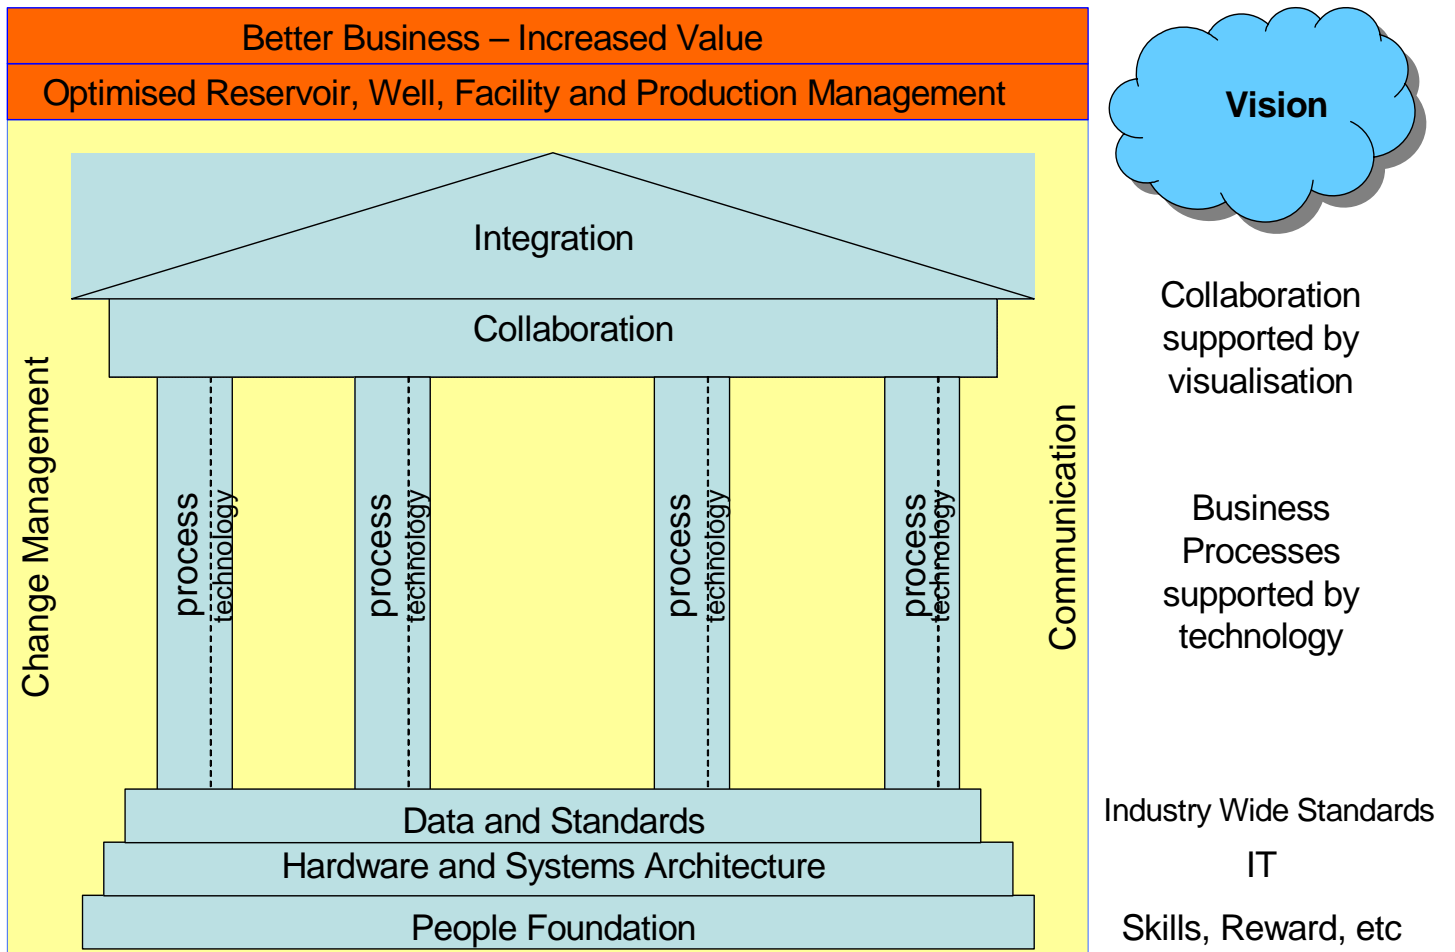 Better Business – Increased Value
Optimised Reservoir, Well, Facility and Production Management
Vision
Integration
Collaboration
Collaboration
supported by
visualisation
Change Management
process
technology
process
technology
process
technology
process
technology
Communication
Business
Processes
supported by
technology
Data and Standards
Industry Wide Standards
Hardware and Systems Architecture
IT
People Foundation
Skills, Reward, etc